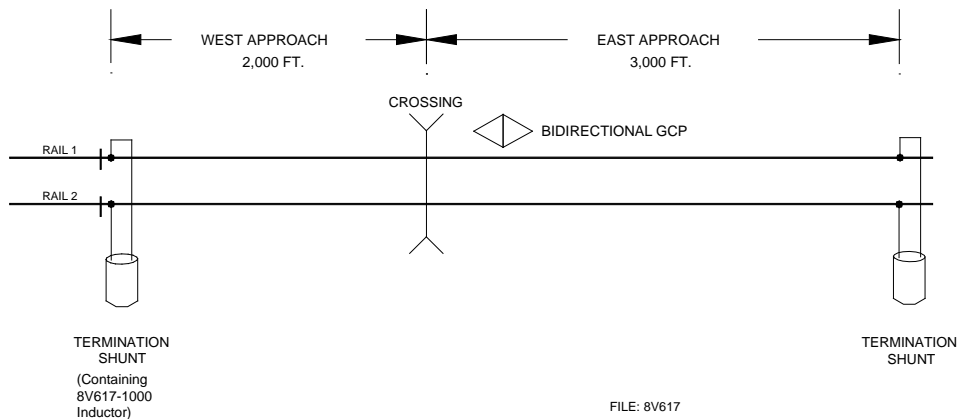 WEST APPROACH
2,000 FT.
EAST APPROACH
3,000 FT.
CROSSING
BIDIRECTIONAL GCP
RAIL 1
RAIL 2
TERMINATION
SHUNT
(Containing
8V617-1000
Inductor)
TERMINATION
SHUNT
FILE: 8V617